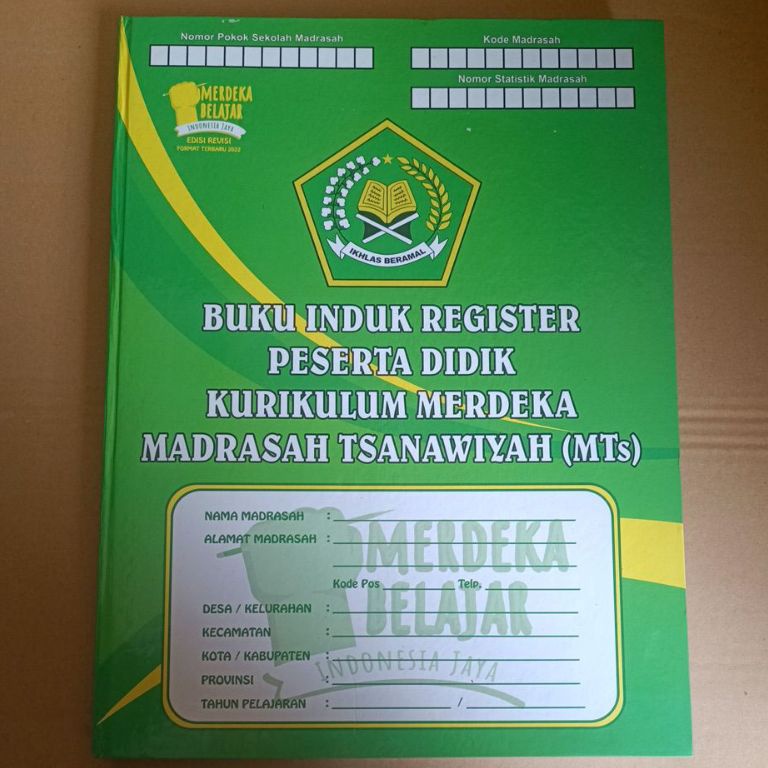 Nomor Pokok Sekolah Madrasah
Kode Madrasah
Nomor Statistik Madrasah
MERDEKA
BELAJAR
INDONESIA JAYA
EDISI REVISI
FORMAT TERBARU 2022
IKHLAS BERAMAL
BUKU INDUK REGISTER
PESERTA DIDIK
KURIKULUM MERDEKA
MADRASAH TSANAWIYAH (MTs)
NAMA MADRASAH :
ALAMAT MADRASAH :
Kode Pos Telp.
DESA / KELURAHAN :
KECAMATAN :
KOTA / KABUPATEN :
PROVINSI :
TAHUN PELAJARAN : /
MERDEKA
BELAJAR
INDONESIA JAYA